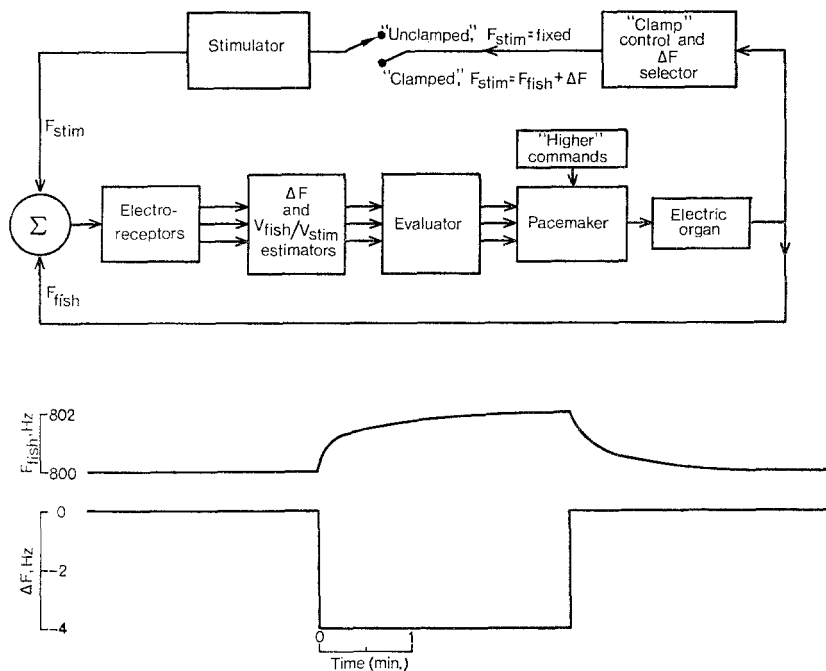 Stimulator
"Unclamped," Fstim = fixed
"Clamped," Fstim = Ffish + ΔF
"Clamp"
control and
ΔF
selector
Fstim
"Higher"
commands
Σ
Electro-
receptors
ΔF
and
Vfish/Vstim
estimators
Evaluator
Pacemaker
Electric
organ
Ffish
Ffish, Hz
802
800
ΔF, Hz
0
-2
-4
0
1
Time (min.)